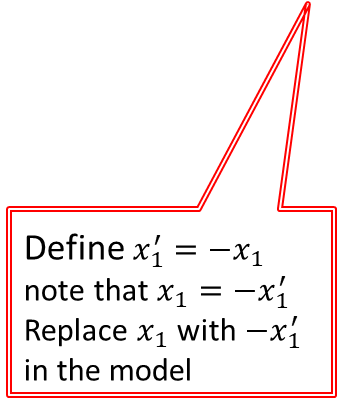 Define x₁′ = −x₁
note that x₁ = −x₁′
Replace x₁ with −x₁′
in the model